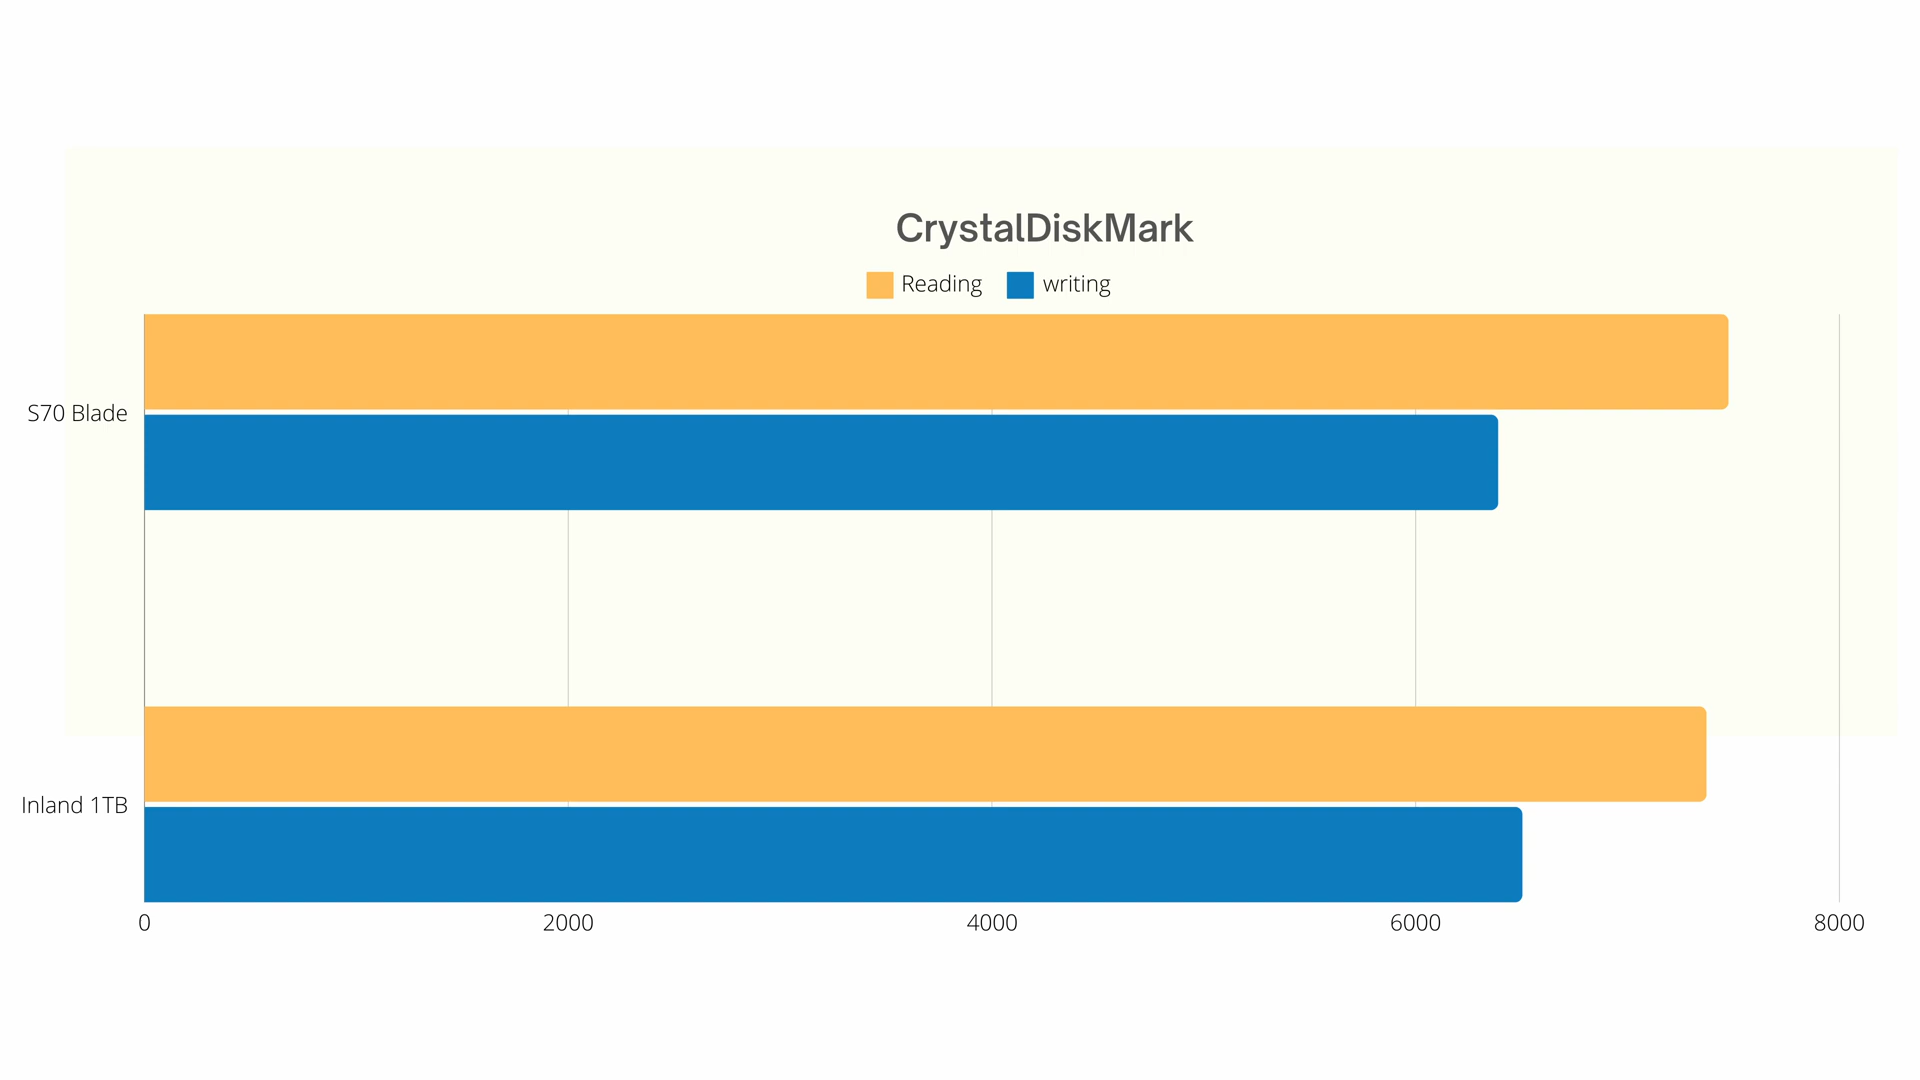 CrystalDiskMark
Reading writing
S70 Blade
Inland 1TB
0 2000 4000 6000 8000